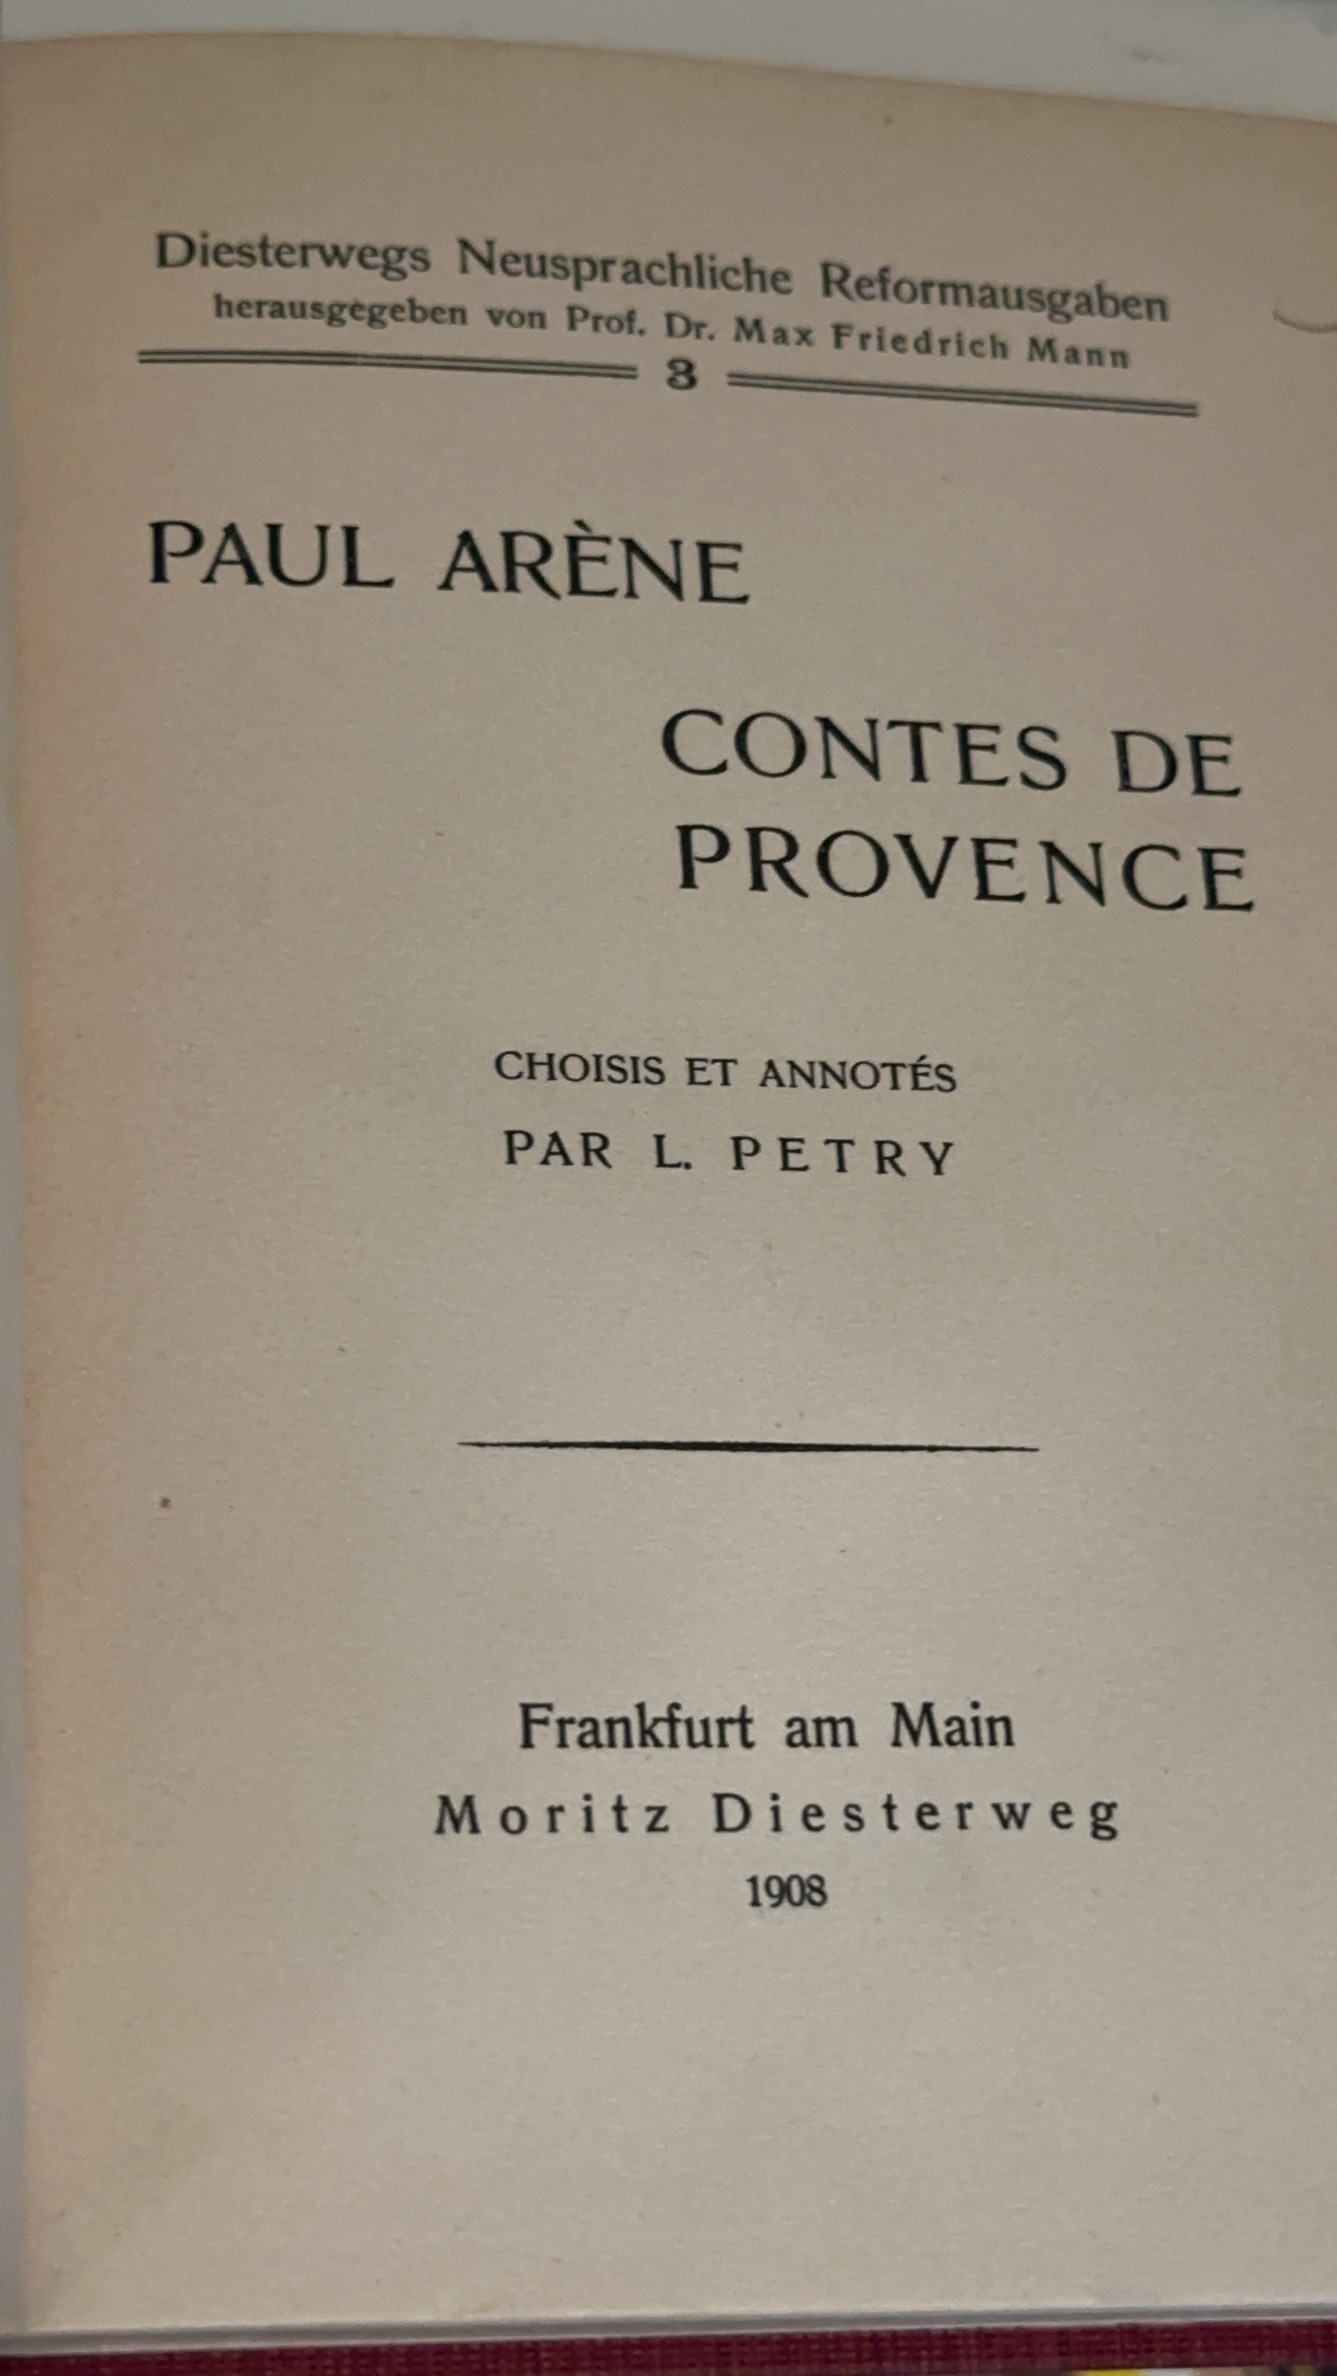 Diesterwegs Neusprachliche Reformausgaben
herausgegeben von Prof. Dr. Max Friedrich Mann
3
PAUL ARÈNE
CONTES DE
PROVENCE
CHOISIS ET ANNOTÉS
PAR L. PETRY
Frankfurt am Main
Moritz Diesterweg
1908